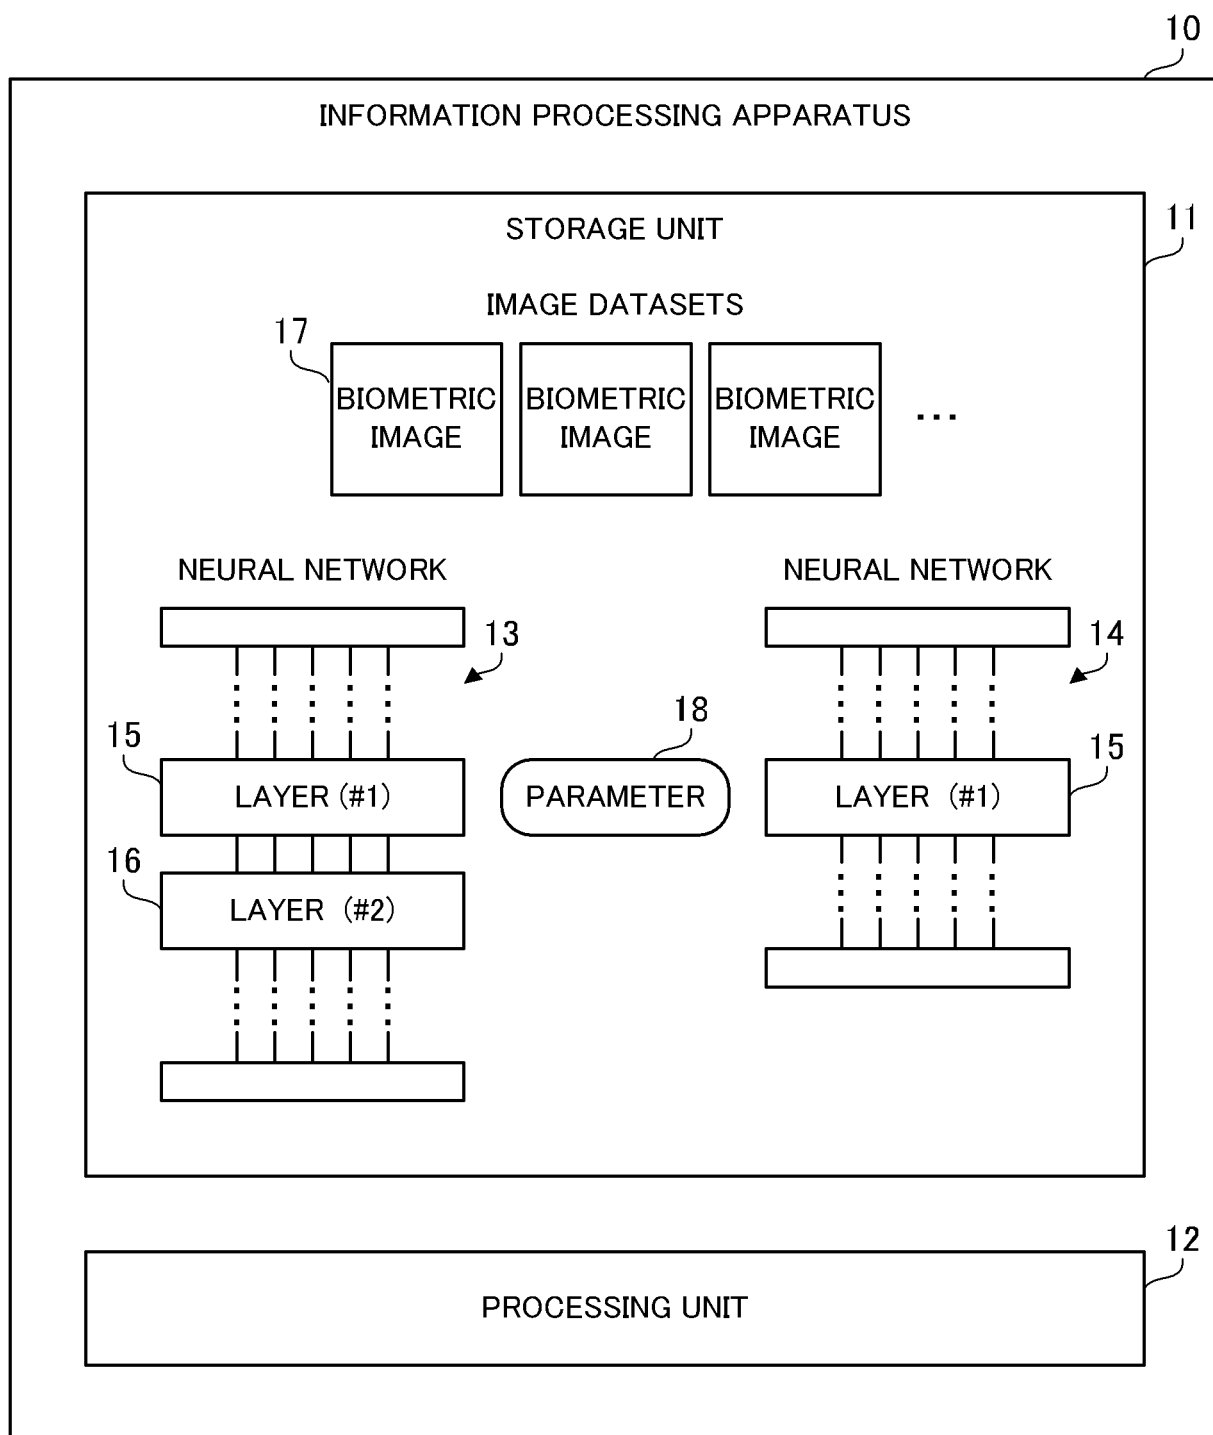 10
INFORMATION PROCESSING APPARATUS
11
STORAGE UNIT
IMAGE DATASETS
17
BIOMETRIC IMAGE
BIOMETRIC IMAGE
BIOMETRIC IMAGE
...
NEURAL NETWORK
NEURAL NETWORK
13
14
18
15
15
LAYER (#1)
PARAMETER
LAYER (#1)
16
LAYER (#2)
12
PROCESSING UNIT